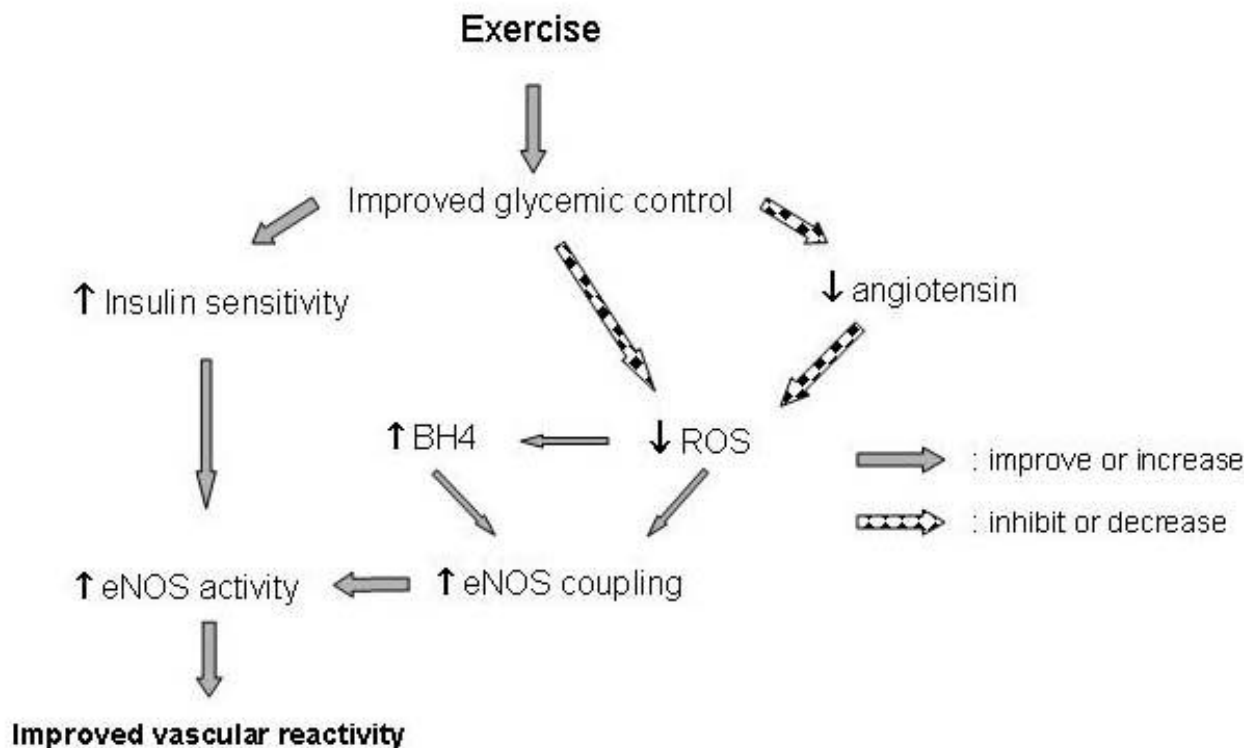 Exercise
Improved glycemic control
↑ Insulin sensitivity
↓ angiotensin
↑ BH4
↓ ROS
: improve or increase
: inhibit or decrease
↑ eNOS activity
↑ eNOS coupling
Improved vascular reactivity